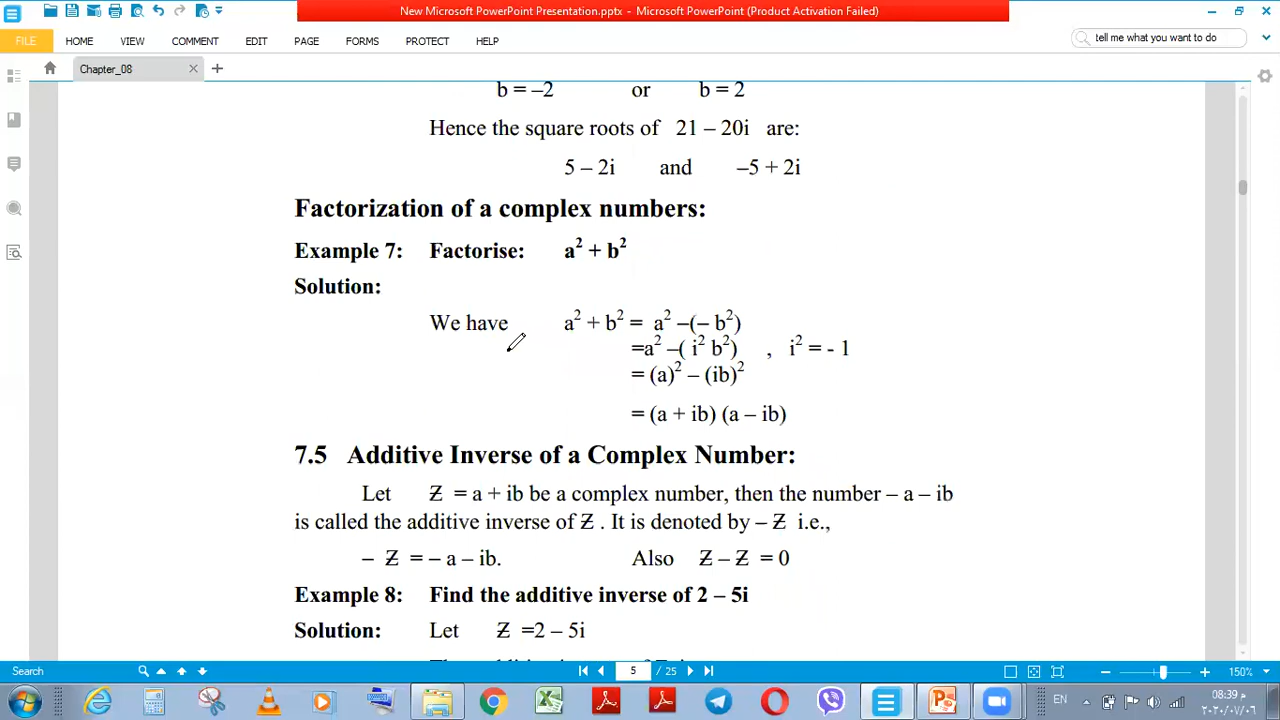 New Microsoft PowerPoint Presentation.pptx - Microsoft PowerPoint (Product Activation Failed)
FILE HOME VIEW COMMENT EDIT PAGE FORMS PROTECT HELP
tell me what you want to do
Chapter_08
b = –2 or b = 2
Hence the square roots of 21 – 20i are:
5 – 2i and –5 + 2i
Factorization of a complex numbers:
Example 7: Factorise: a² + b²
Solution:
We have a² + b² = a² –(– b²)
=a² –( i² b²) , i² = - 1
= (a)² – (ib)²
= (a + ib) (a – ib)
7.5 Additive Inverse of a Complex Number:
Let Ƶ = a + ib be a complex number, then the number – a – ib
is called the additive inverse of Ƶ . It is denoted by – Ƶ i.e.,
– Ƶ = – a – ib. Also Ƶ – Ƶ = 0
Example 8: Find the additive inverse of 2 – 5i
Solution: Let Ƶ =2 – 5i
Search 5 / 25 150%
EN 08:39 م
٢٠٢٠/٠٧/٠٦